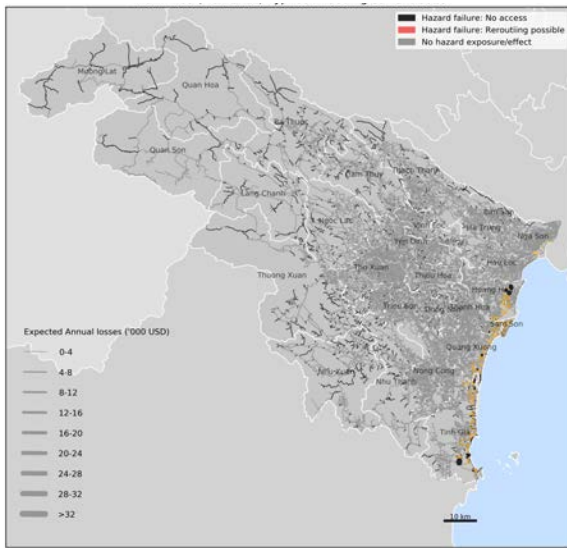 Hazard failure: No access
Hazard failure: Rerouting possible
No hazard exposure/effect
Muong Lat
Quan Hoa
Ba Thuoc
Quan Son
Cam Thuy
Thach Thanh
Lang Chanh
Ngoc Lac
Bim Son
Ha Trung
Nga Son
Yen Dinh
Hau Loc
Tho Xuan
Thieu Hoa
Thuong Xuan
Hoang Hoa
Trieu Son
Dong Son
Thanh Hoa
Sam Son
Quang Xuong
Nhu Xuan
Nhu Thanh
Nong Cong
Tinh Gia
Expected Annual losses ('000 USD)
0-4
4-8
8-12
12-16
16-20
20-24
24-28
28-32
>32
10 km